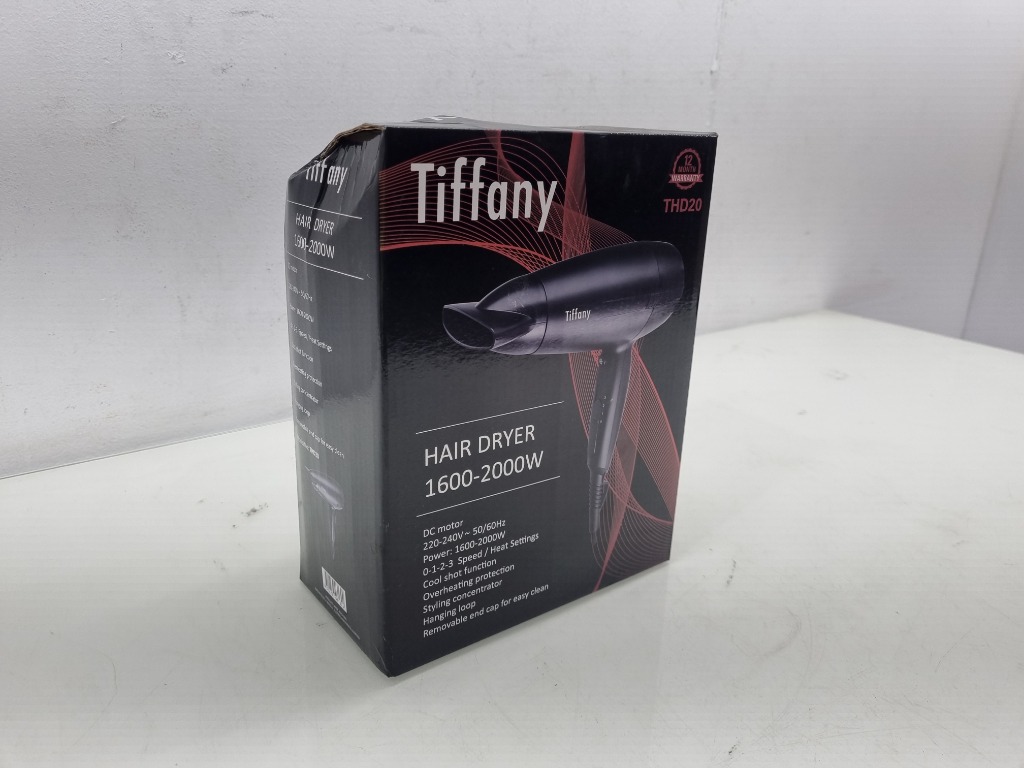 Tiffany
12
MONTH
WARRANTY
THD20
Tiffany
HAIR DRYER
1600-2000W
DC motor
220-240V~ 50/60Hz
Power: 1600-2000W
0-1-2-3 Speed / Heat Settings
Cool shot function
Overheating protection
Styling concentrator
Hanging loop
Removable end cap for easy clean
Tiffany
HAIR DRYER
1600-2000W